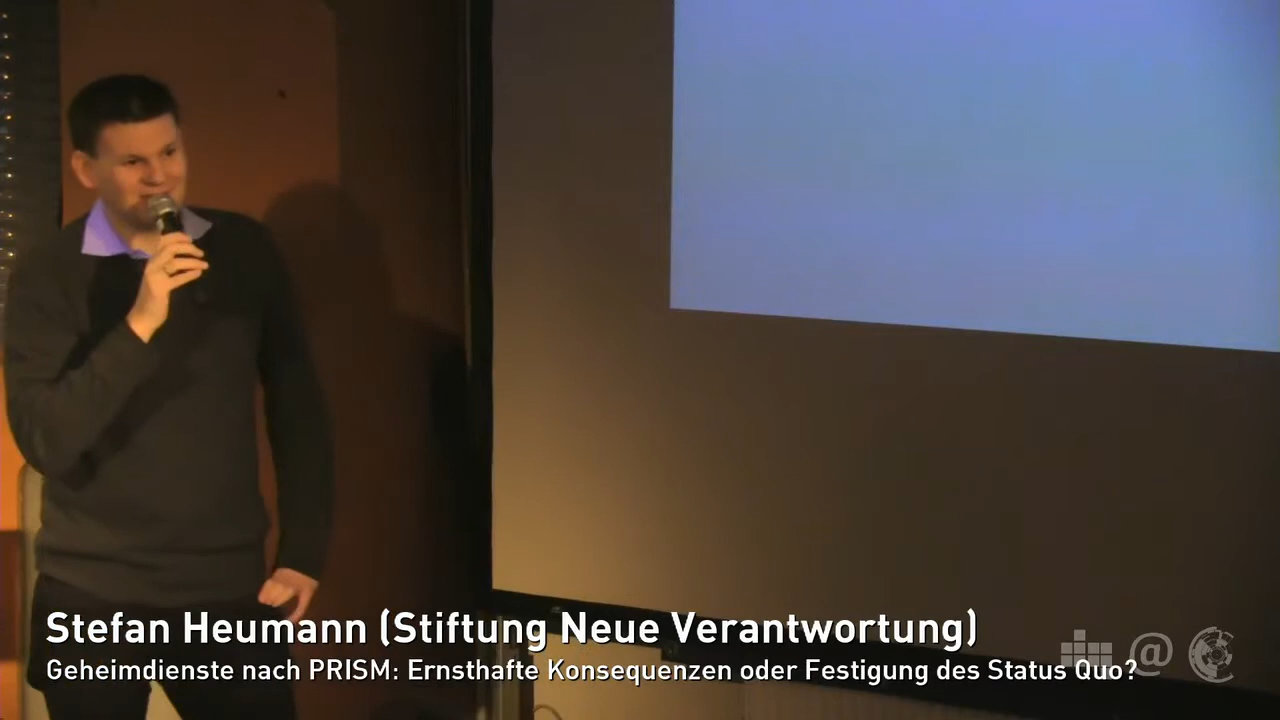 Stefan Heumann (Stiftung Neue Verantwortung)
Geheimdienste nach PRISM: Ernsthafte Konsequenzen oder Festigung des Status Quo?
@